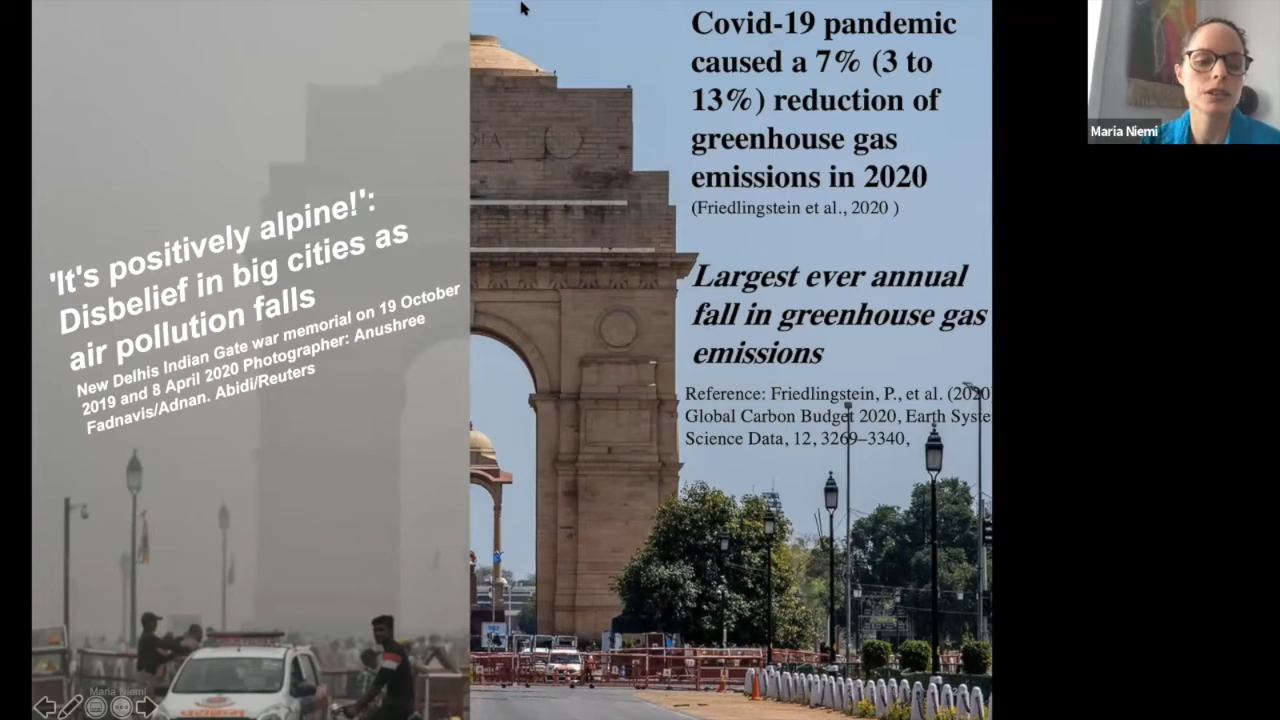 'It's positively alpine!':
Disbelief in big cities as
air pollution falls
New Delhis Indian Gate war memorial on 19 October
2019 and 8 April 2020 Photographer: Anushree
Fadnavis/Adnan. Abidi/Reuters
Covid-19 pandemic
caused a 7% (3 to
13%) reduction of
greenhouse gas
emissions in 2020
(Friedlingstein et al., 2020 )
Largest ever annual
fall in greenhouse gas
emissions
Reference: Friedlingstein, P., et al. (2020)
Global Carbon Budget 2020, Earth Syste
Science Data, 12, 3269–3340,
Maria Niemi
Maria Niemi